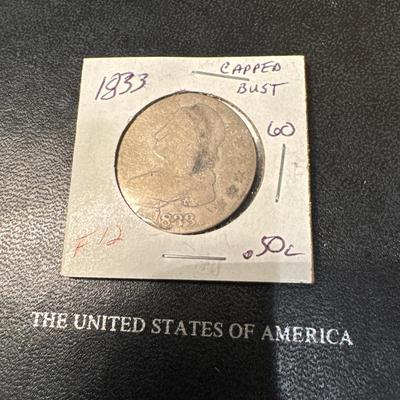 1833
CAPPED
BUST
60
1833
F12
.50c
THE UNITED STATES OF AMERICA